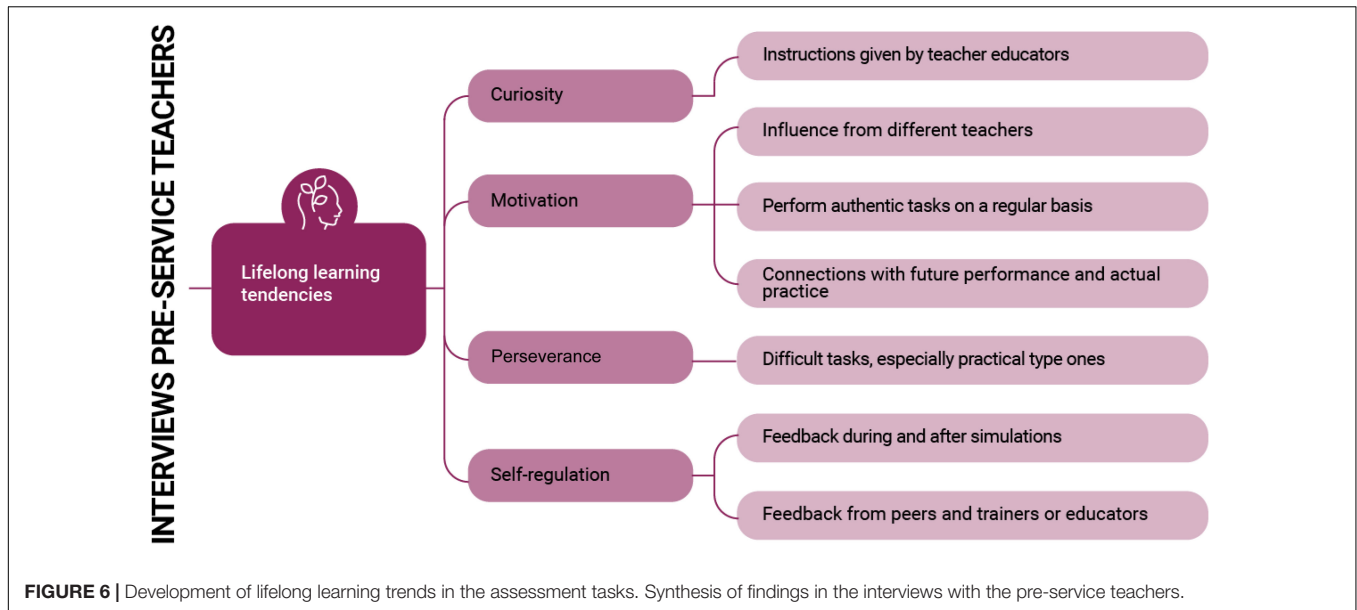 INTERVIEWS PRE-SERVICE TEACHERS
Lifelong learning
tendencies
Curiosity
Instructions given by teacher educators
Motivation
Influence from different teachers
Perform authentic tasks on a regular basis
Connections with future performance and actual
practice
Perseverance
Difficult tasks, especially practical type ones
Self-regulation
Feedback during and after simulations
Feedback from peers and trainers or educators
FIGURE 6 | Development of lifelong learning trends in the assessment tasks. Synthesis of findings in the interviews with the pre-service teachers.